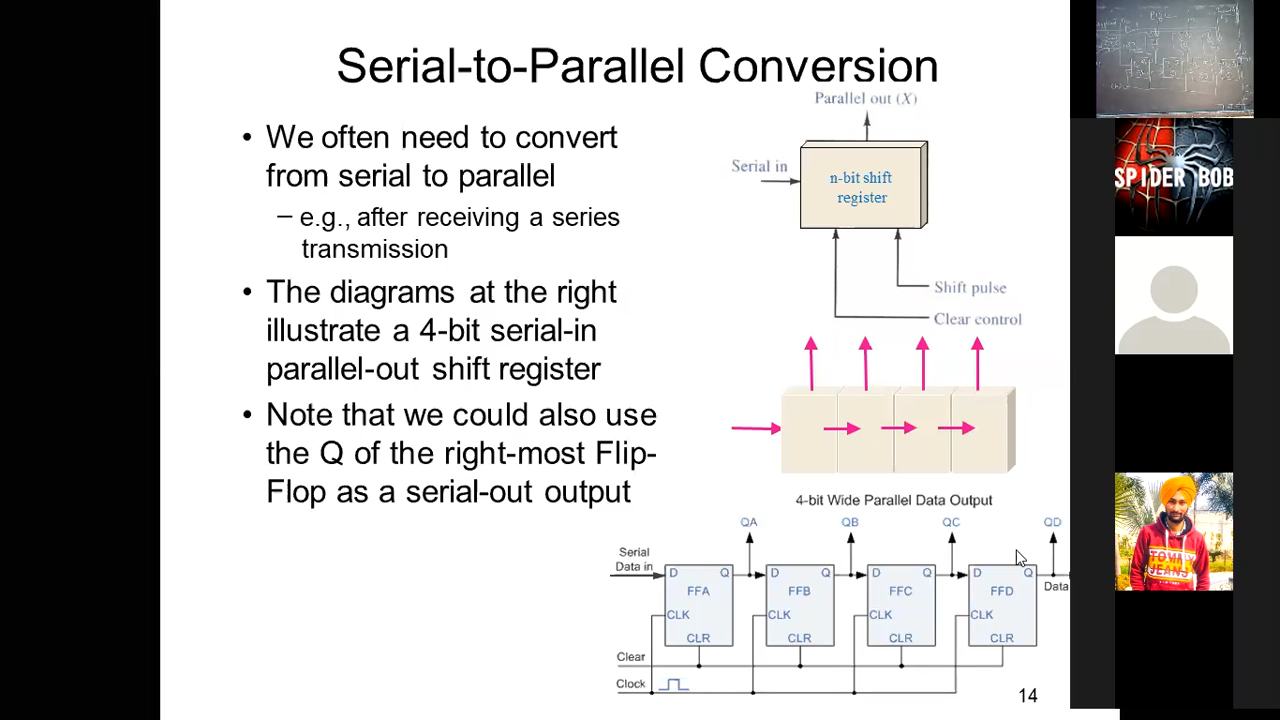 Serial-to-Parallel Conversion
• We often need to convert
from serial to parallel
– e.g., after receiving a series
transmission
• The diagrams at the right
illustrate a 4-bit serial-in
parallel-out shift register
• Note that we could also use
the Q of the right-most Flip-
Flop as a serial-out output
Parallel out (X)
Serial in
n-bit shift
register
Shift pulse
Clear control
4-bit Wide Parallel Data Output
QA QB QC QD
Serial
Data in
D Q D Q D Q D Q
Data
FFA FFB FFC FFD
CLK CLK CLK CLK
CLR CLR CLR CLR
Clear
Clock
14
SPIDER BOB
TOMMY
JEANS